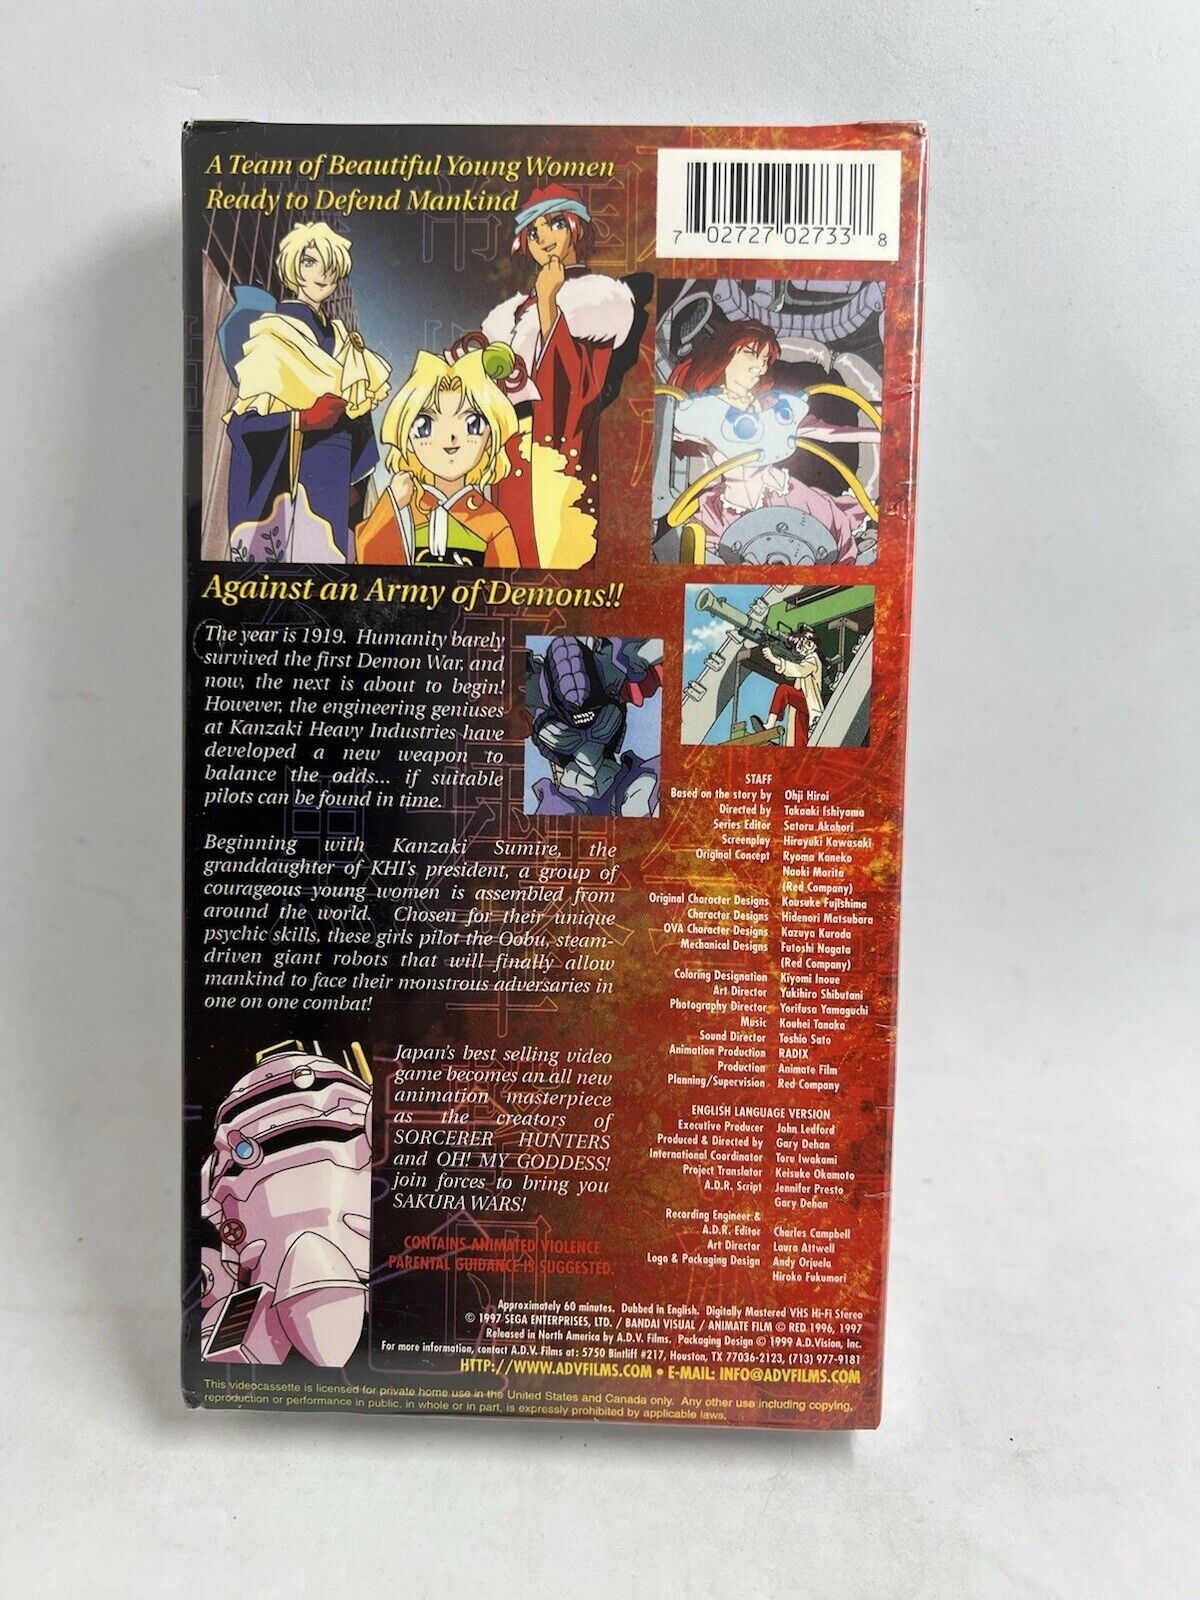 A Team of Beautiful Young Women
Ready to Defend Mankind
7 02727 02733 8
Against an Army of Demons!!
The year is 1919. Humanity barely
survived the first Demon War, and
now, the next is about to begin!
However, the engineering geniuses
at Kanzaki Heavy Industries have
developed a new weapon to
balance the odds... if suitable
pilots can be found in time.
Beginning with Kanzaki Sumire, the
granddaughter of KHI's president, a group of
courageous young women is assembled from
around the world. Chosen for their unique
psychic skills, these girls pilot the Oobu, steam-
driven giant robots that will finally allow
mankind to face their monstrous adversaries in
one on one combat!
Japan's best selling video
game becomes an all new
animation masterpiece
as the creators of
SORCERER HUNTERS
and OH! MY GODDESS!
join forces to bring you
SAKURA WARS!
CONTAINS ANIMATED VIOLENCE.
PARENTAL GUIDANCE IS SUGGESTED.
STAFF
Based on the story by Ohji Hiroi
Directed by Takaaki Ishiyama
Series Editor Satoru Akahori
Screenplay Hiroyuki Kawasaki
Original Concept Ryoma Kaneko
Naoki Morita
(Red Company)
Original Character Designs Kousuke Fujishima
Character Designs Hidenori Matsubara
OVA Character Designs Kazuya Kuroda
Mechanical Designs Futoshi Nagata
(Red Company)
Coloring Designation Kiyomi Inoue
Art Director Yukihiro Shibutani
Photography Director Yorifusa Yamaguchi
Music Kouhei Tanaka
Sound Director Toshio Sato
Animation Production RADIX
Production Animate Film
Planning/Supervision Red Company
ENGLISH LANGUAGE VERSION
Executive Producer John Ledford
Produced & Directed by Gary Dehan
International Coordinator Toru Iwakami
Project Translator Keisuke Okamoto
A.D.R. Script Jennifer Presto
Gary Dehan
Recording Engineer &
A.D.R. Editor Charles Campbell
Art Director Laura Attwell
Logo & Packaging Design Andy Orjuela
Hiroko Fukumori
Approximately 60 minutes. Dubbed in English. Digitally Mastered VHS Hi-Fi Stereo
© 1997 SEGA ENTERPRISES, LTD. / BANDAI VISUAL / ANIMATE FILM © RED 1996, 1997
Released in North America by A.D.V. Films. Packaging Design © 1999 A.D.Vision, Inc.
For more information, contact A.D.V. Films at: 5750 Bintliff #217, Houston, TX 77036-2123, (713) 977-9181
HTTP://WWW.ADVFILMS.COM • E-MAIL: INFO@ADVFILMS.COM
This videocassette is licensed for private home use in the United States and Canada only. Any other use including copying,
reproduction or performance in public, in whole or in part, is expressly prohibited by applicable laws.